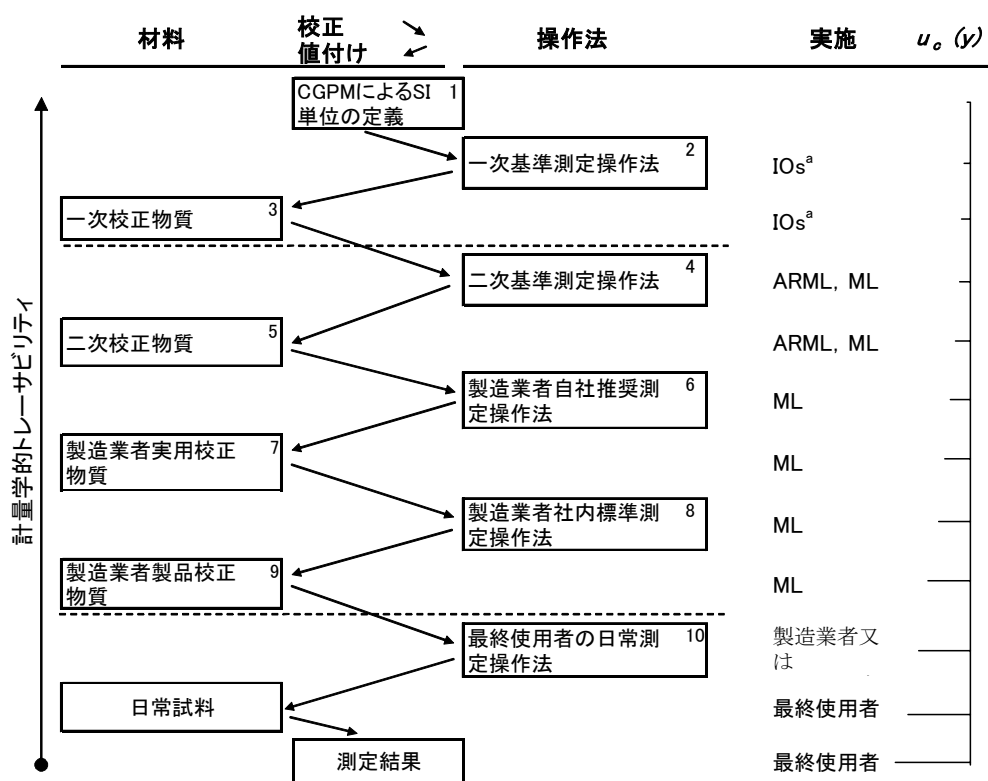 材料
校正
値付け
操作法
実施
u_c (y)
CGPMによるSI 1
単位の定義
一次基準測定操作法 2
IOsᵃ
一次校正物質 3
IOsᵃ
二次基準測定操作法 4
ARML, ML
二次校正物質 5
ARML, ML
製造業者自社推奨測 6
定操作法
ML
製造業者実用校正 7
物質
ML
製造業者社内標準測 8
定操作法
ML
製造業者製品校正 9
物質
ML
最終使用者の日常測 10
定操作法
製造業者又
は
日常試料
最終使用者
測定結果
最終使用者
計量学的トレーサビリティ